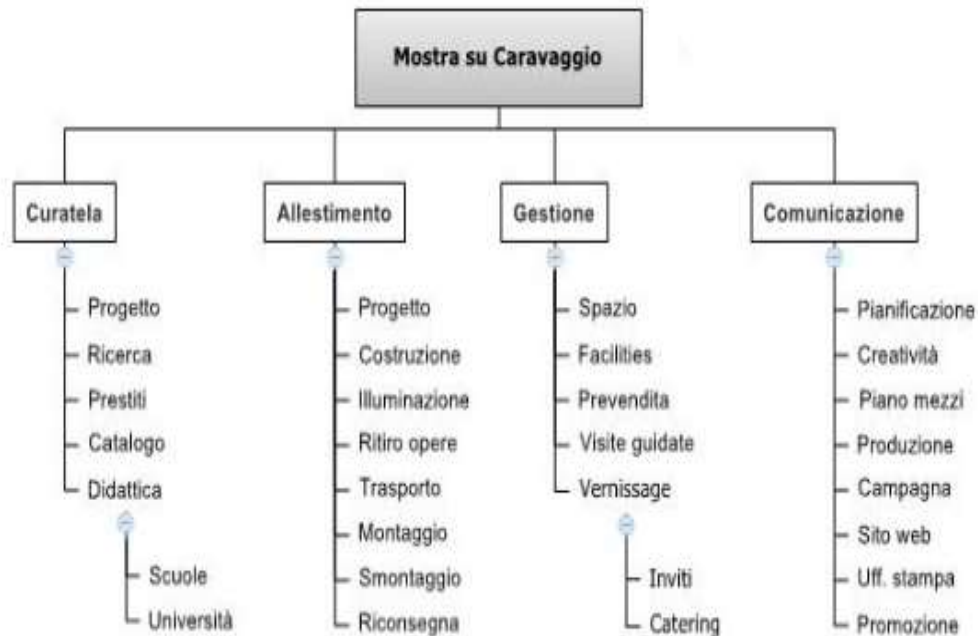 Mostra su Caravaggio
Curatela
Allestimento
Gestione
Comunicazione
Progetto
Ricerca
Prestiti
Catalogo
Didattica
Scuole
Università
Progetto
Costruzione
Illuminazione
Ritiro opere
Trasporto
Montaggio
Smontaggio
Riconsegna
Spazio
Facilities
Prevendita
Visite guidate
Vernissage
Inviti
Catering
Pianificazione
Creatività
Piano mezzi
Produzione
Campagna
Sito web
Uff. stampa
Promozione